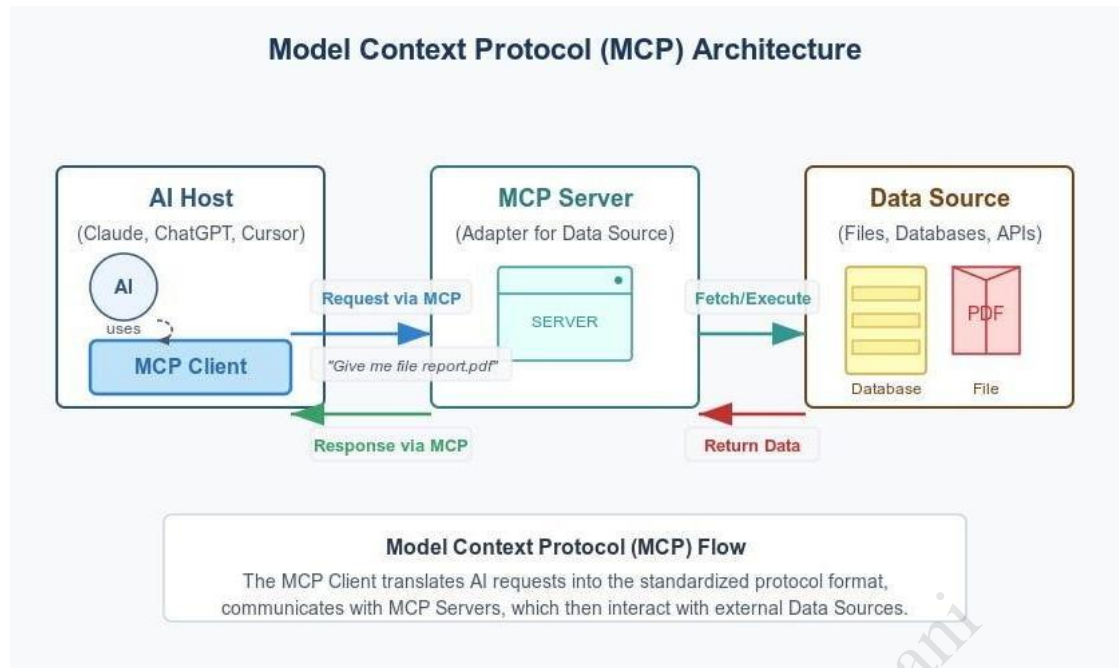 Model Context Protocol (MCP) Architecture
AI Host
(Claude, ChatGPT, Cursor)
AI
uses
MCP Client
Request via MCP
"Give me file report.pdf"
Response via MCP
MCP Server
(Adapter for Data Source)
SERVER
Fetch/Execute
Return Data
Data Source
(Files, Databases, APIs)
PDF
Database
File
Model Context Protocol (MCP) Flow
The MCP Client translates AI requests into the standardized protocol format,
communicates with MCP Servers, which then interact with external Data Sources.